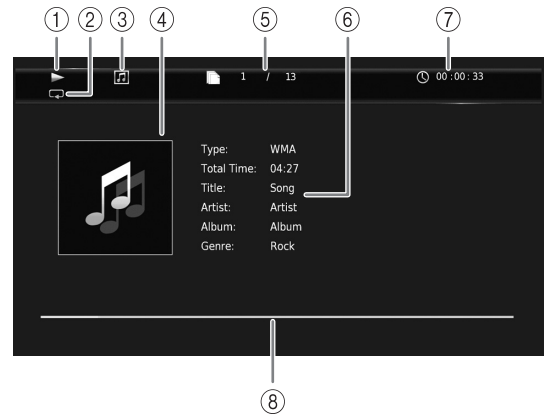 ① ② ③ ④ ⑤ ⑥ ⑦
1 / 13 00:00:33
Type: WMA
Total Time: 04:27
Title: Song
Artist: Artist
Album: Album
Genre: Rock
⑧